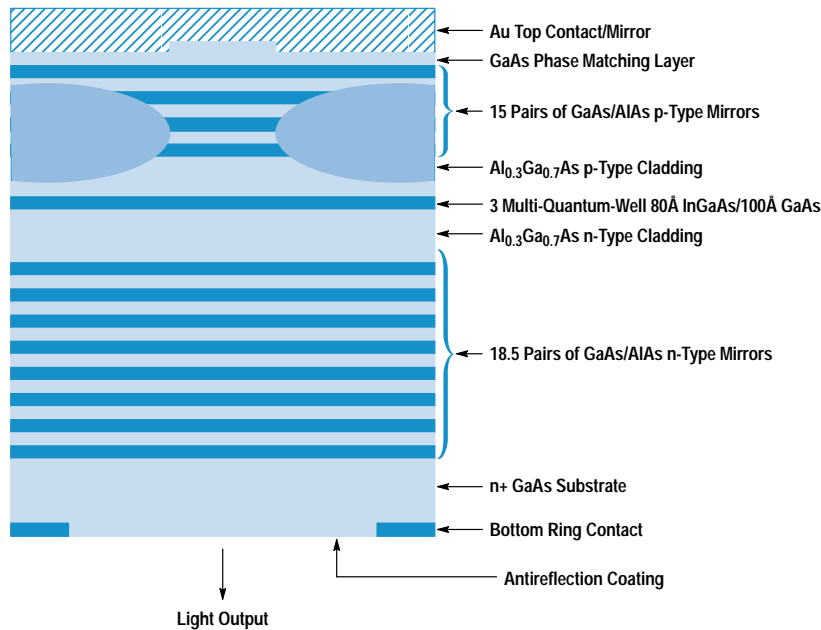 Au Top Contact/Mirror
GaAs Phase Matching Layer
15 Pairs of GaAs/AlAs p-Type Mirrors
Al₀.₃Ga₀.₇As p-Type Cladding
3 Multi-Quantum-Well 80Å InGaAs/100Å GaAs
Al₀.₃Ga₀.₇As n-Type Cladding
18.5 Pairs of GaAs/AlAs n-Type Mirrors
n+ GaAs Substrate
Bottom Ring Contact
Antireflection Coating
Light Output